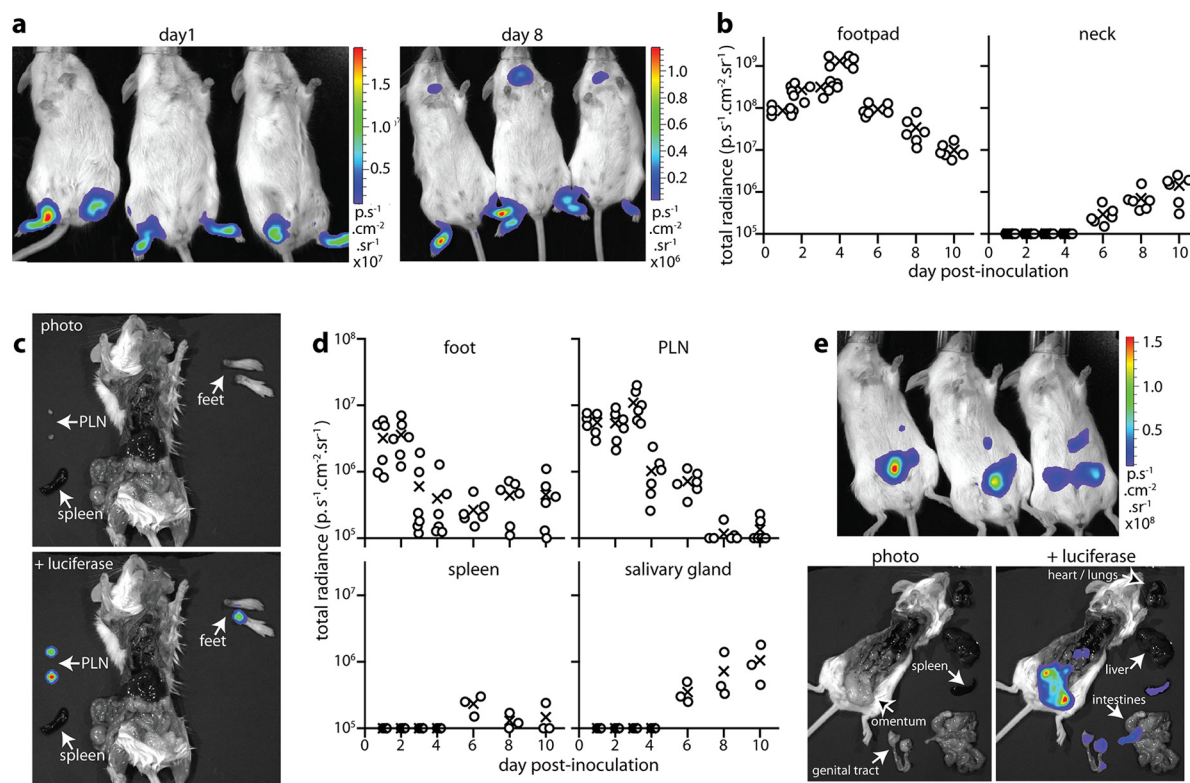 a
day1
1.5
1.0
0.5
p.s⁻¹
.cm⁻²
.sr⁻¹
x10⁷
day 8
1.0
0.8
0.6
0.4
0.2
p.s⁻¹
.cm⁻²
.sr⁻¹
x10⁶
b
footpad
neck
total radiance (p.s⁻¹.cm⁻².sr⁻¹)
10⁹
10⁸
10⁷
10⁶
10⁵
0 2 4 6 8 10
0 2 4 6 8 10
day post-inoculation
c
photo
feet
PLN
spleen
+ luciferase
feet
PLN
spleen
d
foot
PLN
total radiance (p.s⁻¹.cm⁻².sr⁻¹)
10⁸
10⁷
10⁶
10⁵
spleen
salivary gland
10⁷
10⁶
10⁵
0 2 4 6 8 10
0 2 4 6 8 10
day post-inoculation
e
1.5
1.0
0.5
p.s⁻¹
.cm⁻²
.sr⁻¹
x10⁸
photo
+ luciferase
heart / lungs
spleen
liver
omentum
intestines
genital tract